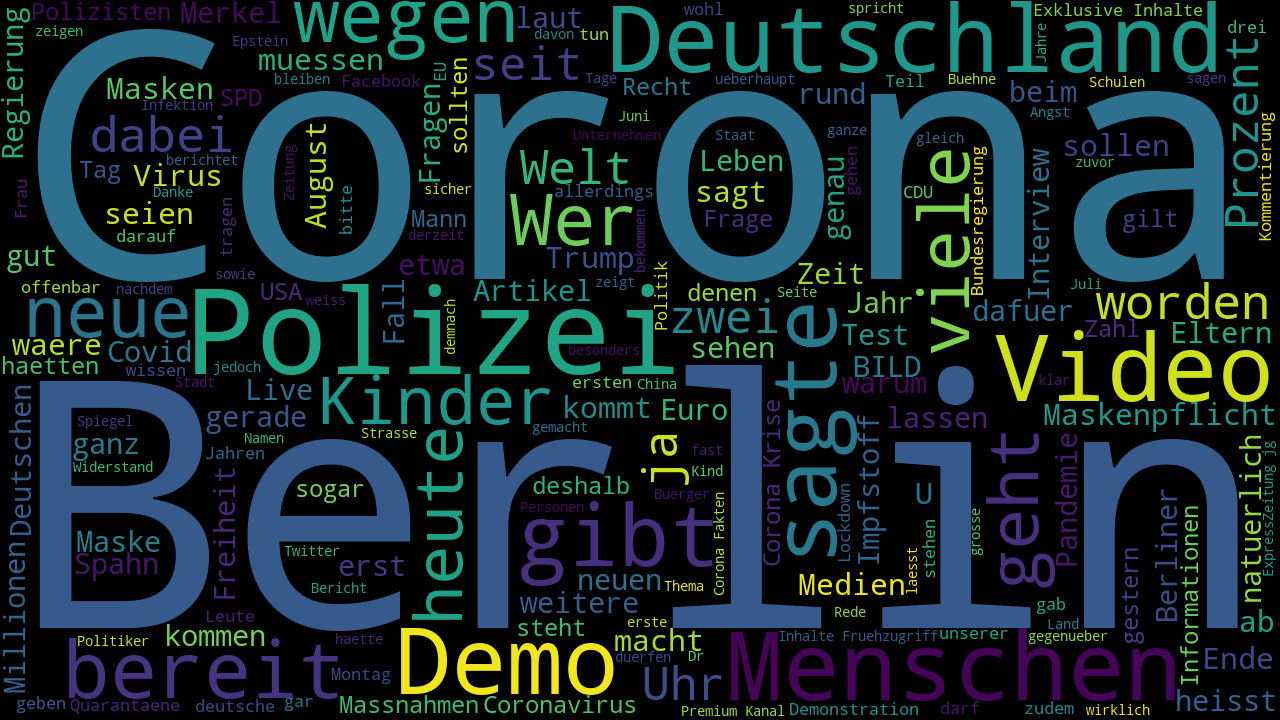 Corona
Berlin
Polizisten Merkel
wegen
laut
wohl
spricht
Exklusive Inhalte
drei
zeigen
Epstein
davon
tun
Deutschland
Jahre
Regierung
muessen
seit
bleiben
Facebook
EU
sollten
Tage
Recht
ueberhaupt
rund
Teil
Buehne
beim
Schulen
sagen
Prozent
Masken
Infektion
SPD
Fragen
Juni
Unternehmen
Staat
ganze
gleich
Angst
dabei
Zeitung
August
Tag
berichtet
Virus
Danke
Welt
Leben
genau
gehen
viele
Bundesregierung
Interview
sollen
zuvor
Kommentierung
Frau
seien
darauf
tragen
bitte
sicher
Mann
derzeit
allerdings
Wer
sagt
Frage
bekommen
CDU
gilt
gut
offenbar
nachdem
sowie
USA
weiss
etwa
Trump
zeigt
Politik
Zeit
Seite
denen
Juli
neue
Polizei
Fall
demnach
Artikel
zwei
Jahr
dafuer
worden
Zahl
Eltern
waere
Covid
haetten
wissen
jedoch
Stadt
besonders
sehen
sagte
Test
BILD
Video
klar
Live
Kinder
ersten
China
warum
kommt
Euro
lassen
Maskenpflicht
Deutschen
Spiegel
gerade
Namen
Strasse
gemacht
ganz
Widerstand
Jahren
heute
ja
fast
Kind
Corona Krise
Impfstoff
Lockdown
geht
Pandemie
natuerlich
ExpressZeitung jg
Freiheit
sogar
deshalb
Buerger
Personen
U
grosse
stehen
Maske
Spahn
Twitter
erst
gibt
Corona Fakten
Informationen
Berliner
gestern
Millionen
Bericht
neuen
Thema
Medien
laesst
Leute
weitere
Rede
gab
Land
ab
Politiker
kommen
haette
steht
erste
macht
Inhalte Fruehzugriff
unserer
gegenueber
bereit
Demo
duerfen
Dr
Menschen
Ende
Montag
Uhr
geben
Quarantaene
deutsche
gar
Massnahmen
Coronavirus
Premium Kanal
Demonstration
darf
zudem
wirklich
heisst